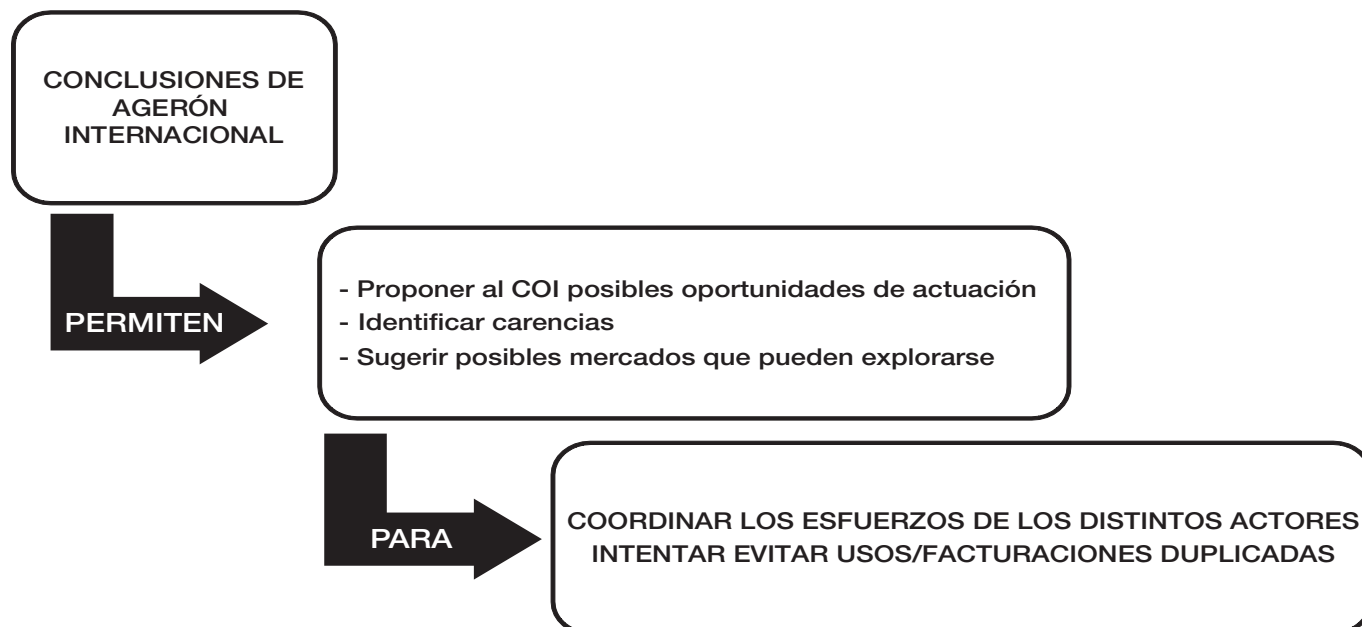 CONCLUSIONES DE
AGERÓN
INTERNACIONAL
PERMITEN
- Proponer al COI posibles oportunidades de actuación
- Identificar carencias
- Sugerir posibles mercados que pueden explorarse
PARA
COORDINAR LOS ESFUERZOS DE LOS DISTINTOS ACTORES
INTENTAR EVITAR USOS/FACTURACIONES DUPLICADAS